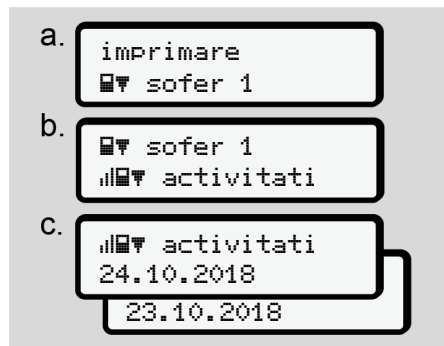 a.
imprimare
sofer 1
b.
sofer 1
activitati
c.
activitati
24.10.2018
23.10.2018